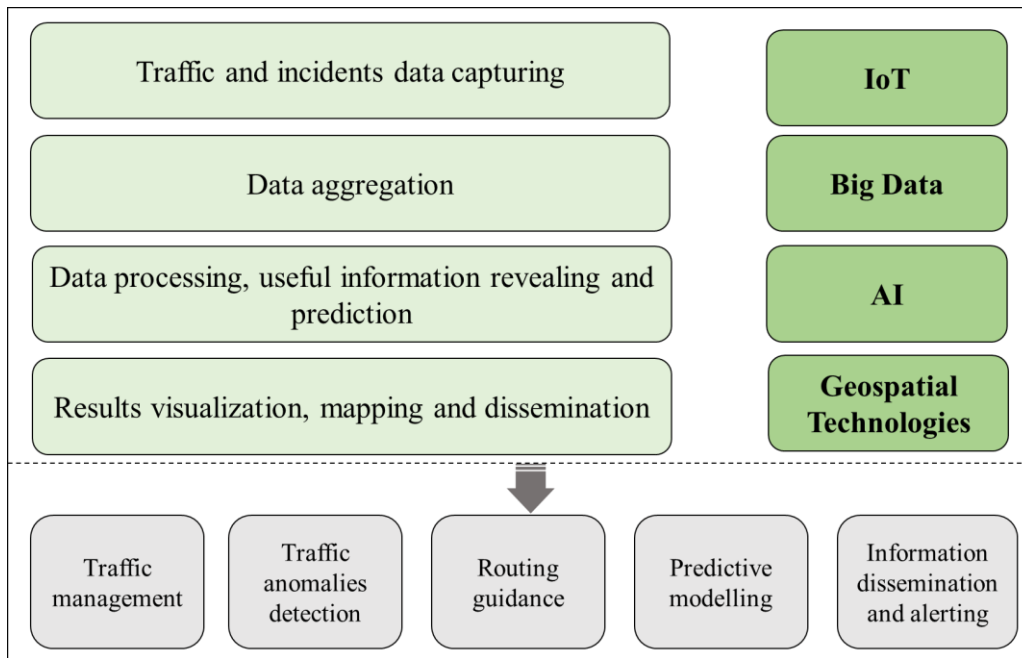 Traffic and incidents data capturing
IoT
Data aggregation
Big Data
Data processing, useful information revealing and
prediction
AI
Results visualization, mapping and dissemination
Geospatial
Technologies
Traffic
management
Traffic
anomalies
detection
Routing
guidance
Predictive
modelling
Information
dissemination
and alerting